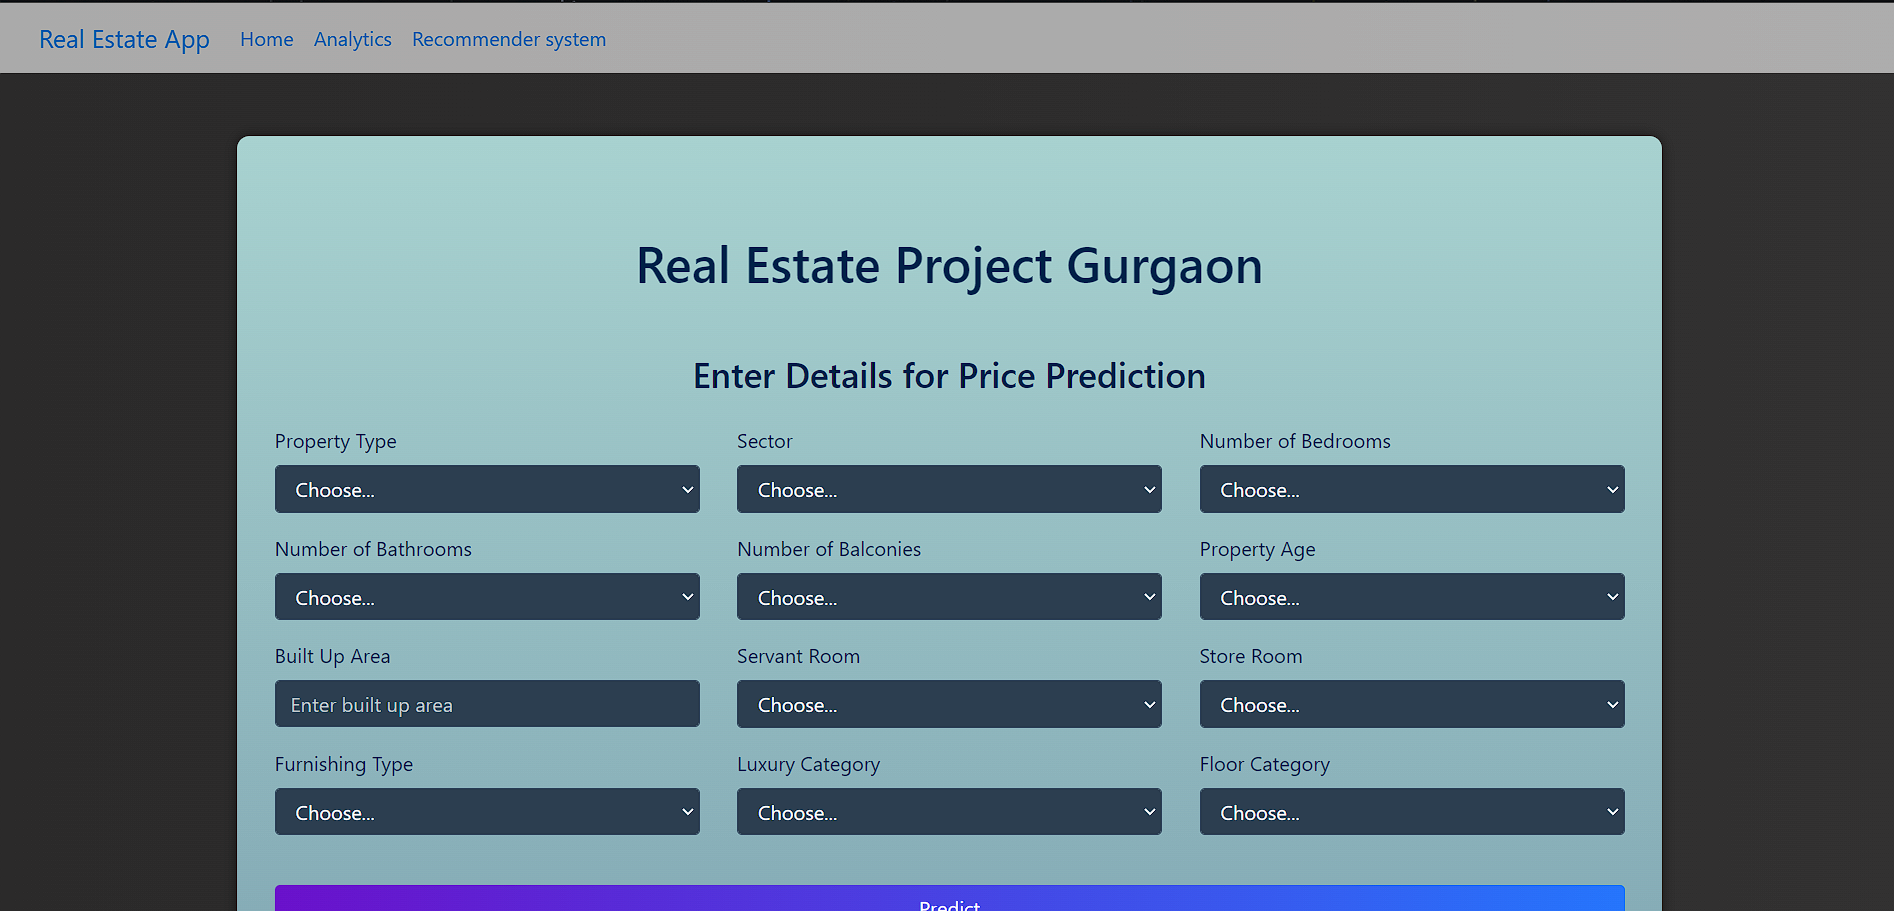 Real Estate App Home Analytics Recommender system
Real Estate Project Gurgaon
Enter Details for Price Prediction
Property Type Sector Number of Bedrooms
Choose... Choose... Choose...
Number of Bathrooms Number of Balconies Property Age
Choose... Choose... Choose...
Built Up Area Servant Room Store Room
Enter built up area Choose... Choose...
Furnishing Type Luxury Category Floor Category
Choose... Choose... Choose...
Predict